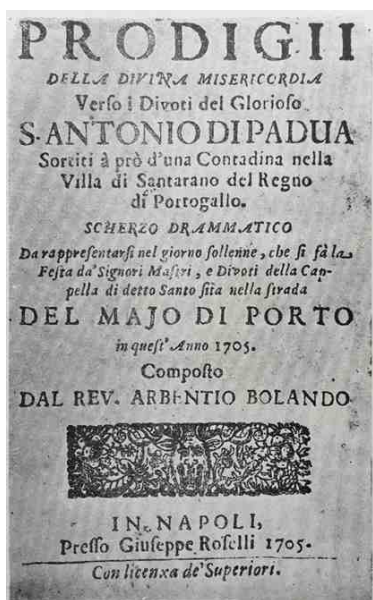 PRODIGII
DELLA DIVINA MISERICORDIA
Verso i Divoti del Glorioso
S. ANTONIO DI PADUA
Sortiti à prò d'una Contadina nella
Villa di Santarano del Regno
di Portogallo.
SCHERZO DRAMMATICO
Da rappresentarsi nel giorno sollenne, che si fà la
Festa da' Signori Mastri, e Divoti della Cap-
pella di detto Santo sita nella strada
DEL MAJO DI PORTO
in quest' Anno 1705.
Composto
DAL REV. ARBENTIO BOLANDO
IN NAPOLI,
Presso Giuseppe Roselli 1705.
Con licenza de' Superiori.